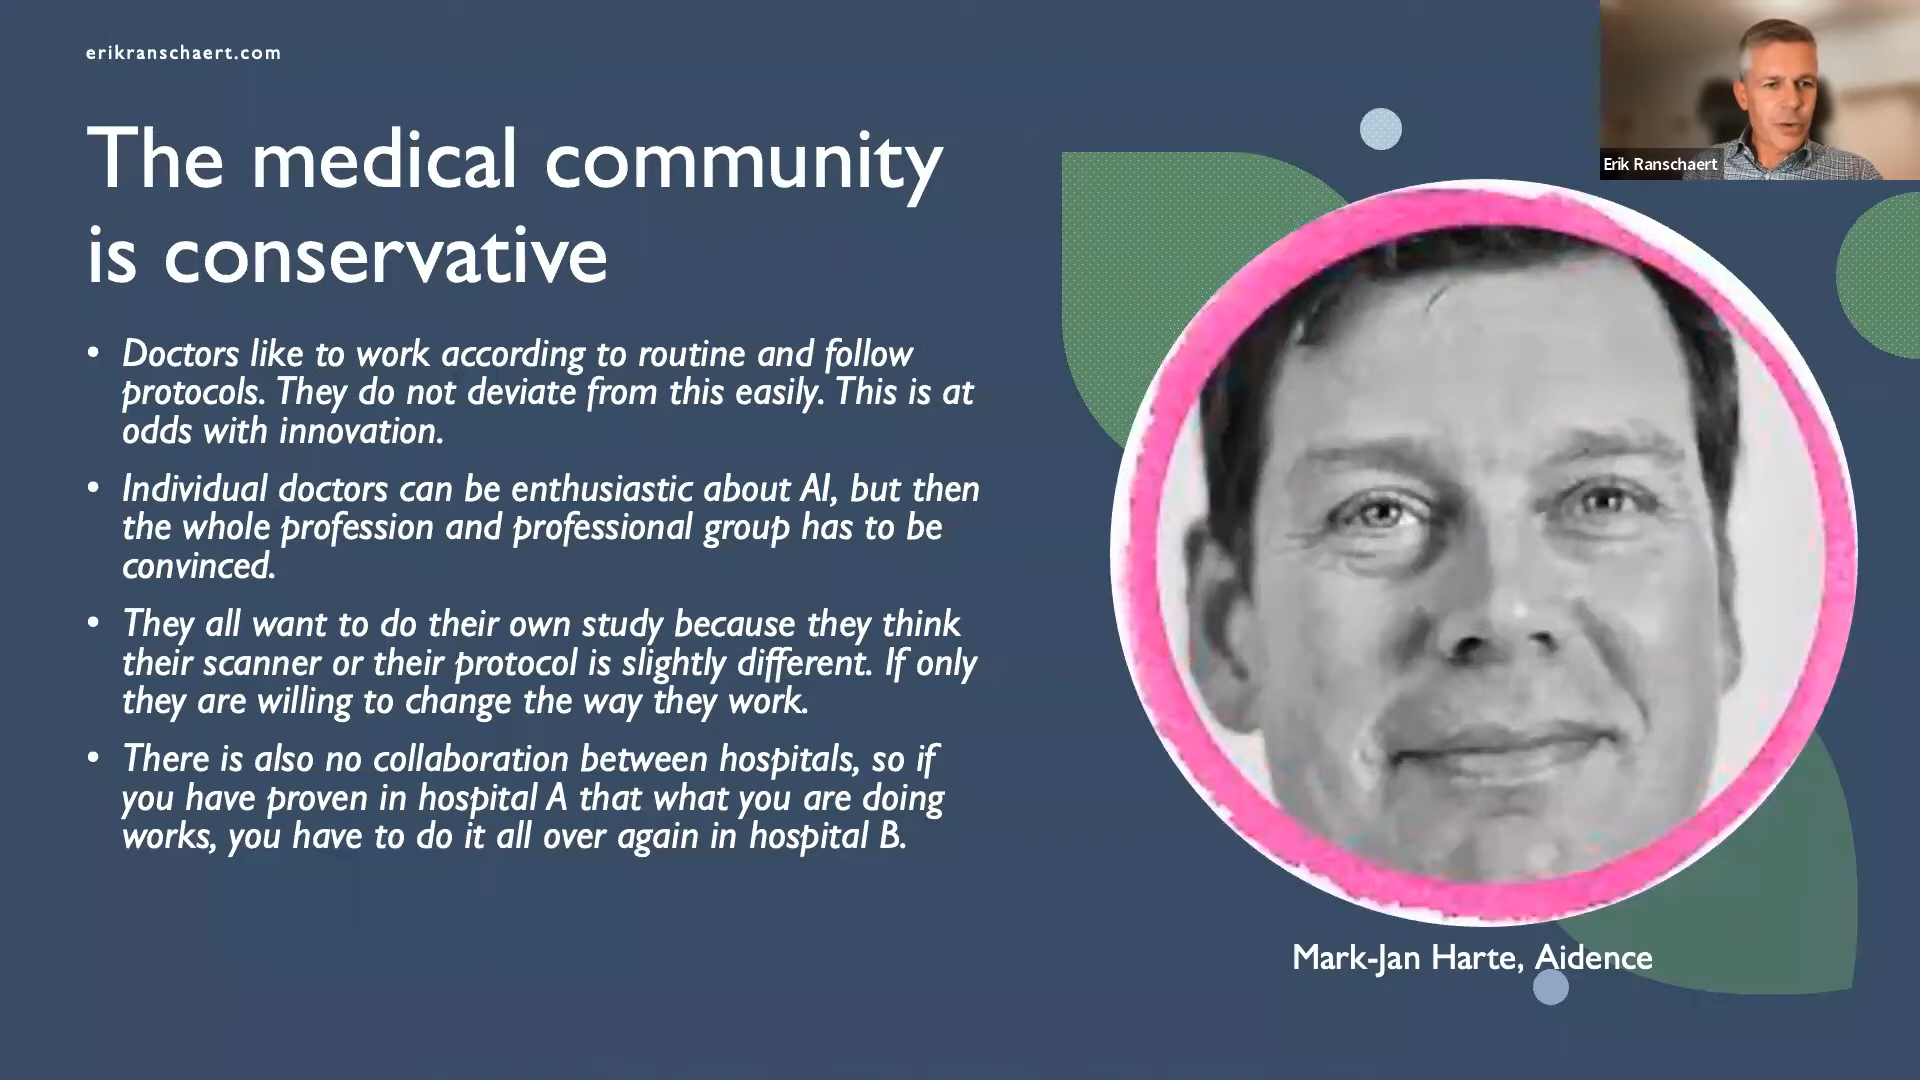 erikranschaert.com
Erik Ranschaert
The medical community
is conservative
• Doctors like to work according to routine and follow
protocols. They do not deviate from this easily. This is at
odds with innovation.
• Individual doctors can be enthusiastic about AI, but then
the whole profession and professional group has to be
convinced.
• They all want to do their own study because they think
their scanner or their protocol is slightly different. If only
they are willing to change the way they work.
• There is also no collaboration between hospitals, so if
you have proven in hospital A that what you are doing
works, you have to do it all over again in hospital B.
Mark-Jan Harte, Aidence